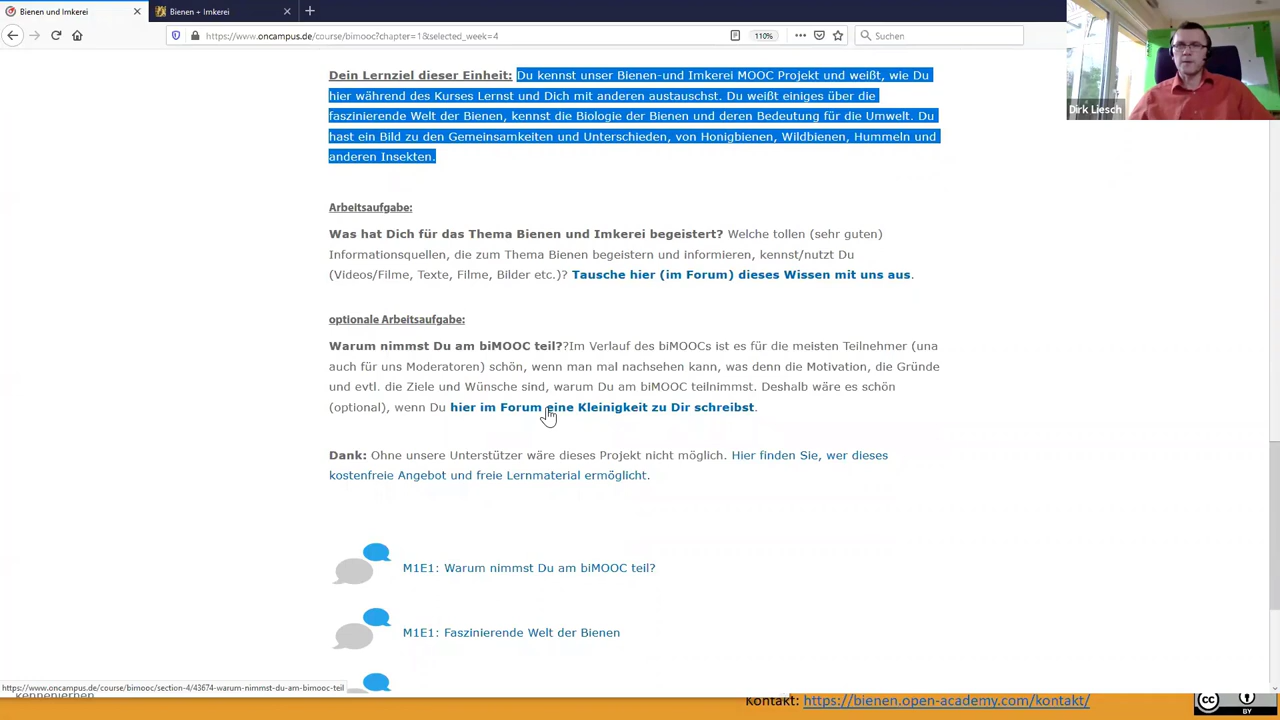 Bienen und Imkerei
Bienen + Imkerei
https://www.oncampus.de/course/bimooc?chapter=1&selected_week=4
110%
Suchen
Dirk Liesch
Dein Lernziel dieser Einheit: Du kennst unser Bienen-und Imkerei MOOC Projekt und weißt, wie Du
hier während des Kurses Lernst und Dich mit anderen austauschst. Du weißt einiges über die
faszinierende Welt der Bienen, kennst die Biologie der Bienen und deren Bedeutung für die Umwelt. Du
hast ein Bild zu den Gemeinsamkeiten und Unterschieden, von Honigbienen, Wildbienen, Hummeln und
anderen Insekten.
Arbeitsaufgabe:
Was hat Dich für das Thema Bienen und Imkerei begeistert? Welche tollen (sehr guten)
Informationsquellen, die zum Thema Bienen begeistern und informieren, kennst/nutzt Du
(Videos/Filme, Texte, Filme, Bilder etc.)? Tausche hier (im Forum) dieses Wissen mit uns aus.
optionale Arbeitsaufgabe:
Warum nimmst Du am biMOOC teil??Im Verlauf des biMOOCs ist es für die meisten Teilnehmer (una
auch für uns Moderatoren) schön, wenn man mal nachsehen kann, was denn die Motivation, die Gründe
und evtl. die Ziele und Wünsche sind, warum Du am biMOOC teilnimmst. Deshalb wäre es schön
(optional), wenn Du hier im Forum eine Kleinigkeit zu Dir schreibst.
Dank: Ohne unsere Unterstützer wäre dieses Projekt nicht möglich. Hier finden Sie, wer dieses
kostenfreie Angebot und freie Lernmaterial ermöglicht.
M1E1: Warum nimmst Du am biMOOC teil?
M1E1: Faszinierende Welt der Bienen
https://www.oncampus.de/course/bimooc/section-4/43674-warum-nimmst-du-am-bimooc-teil
Kontakt: https://bienen.open-academy.com/kontakt/
cc
BY